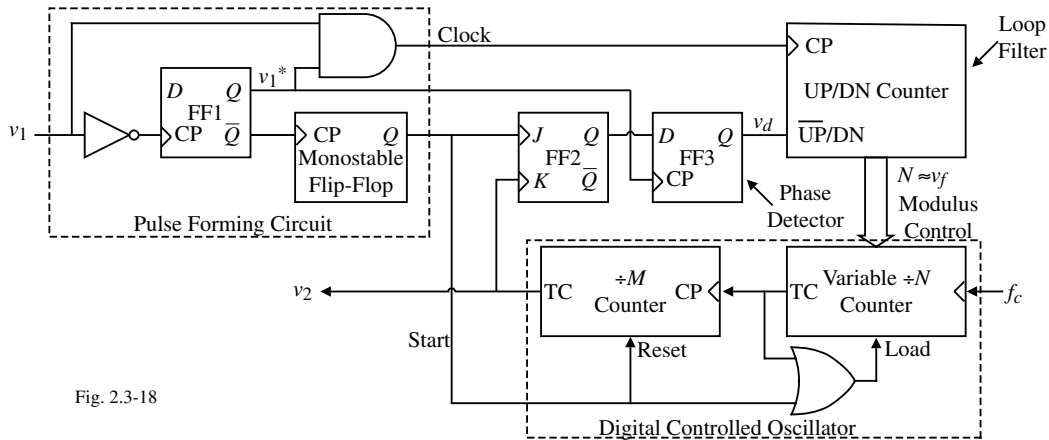 Clock
Loop
Filter
v1*
D Q
FF1
CP Q̅
v1
CP Q
Monostable
Flip-Flop
Pulse Forming Circuit
J Q
FF2
K Q̅
D Q
FF3
CP
vd
Phase
Detector
CP
UP/DN Counter
U̅P̅/DN
N ≈vf
Modulus
Control
v2
TC ÷M CP
Counter
TC Variable ÷N
Counter
fc
Start
Reset
Load
Fig. 2.3-18
Digital Controlled Oscillator